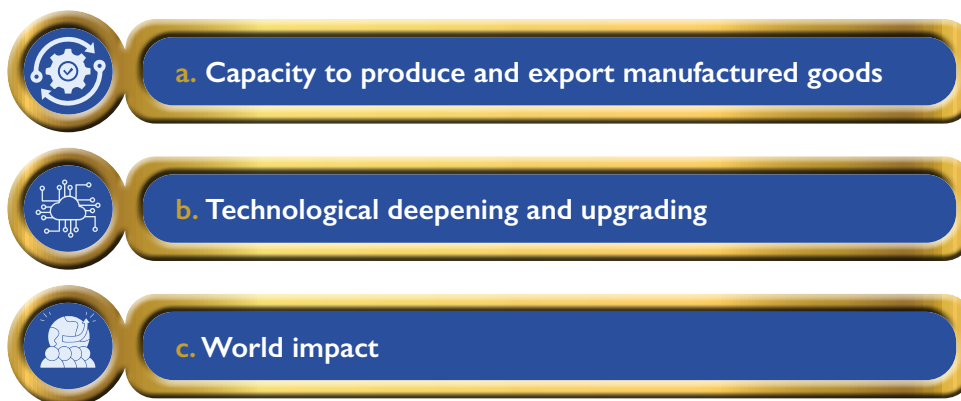 a. Capacity to produce and export manufactured goods
b. Technological deepening and upgrading
c. World impact